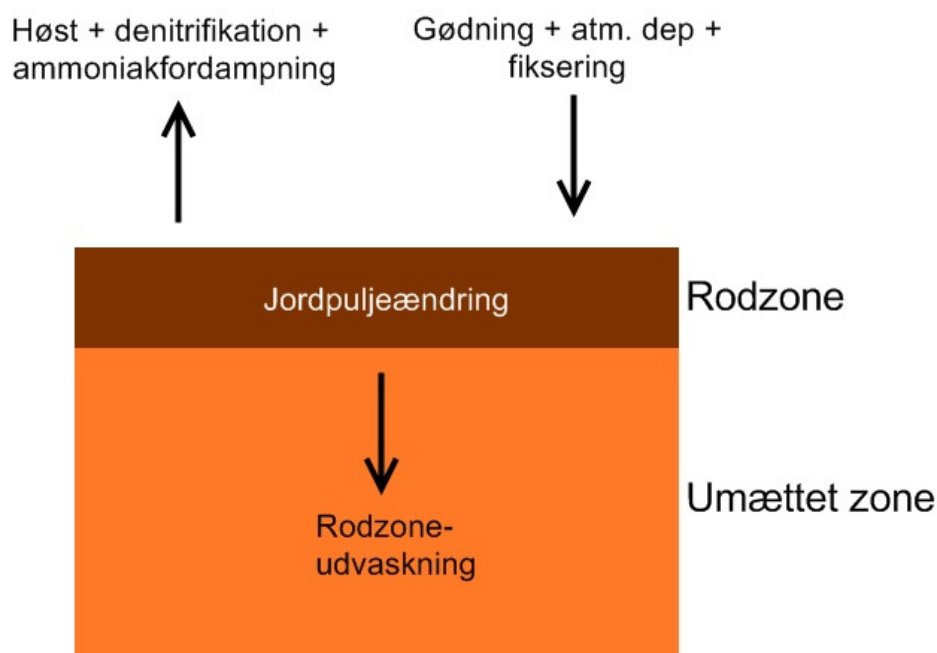 Høst + denitrifikation +
ammoniakfordampning
Gødning + atm. dep +
fiksering
Jordpuljeændring
Rodzone
Rodzone-
udvaskning
Umættet zone